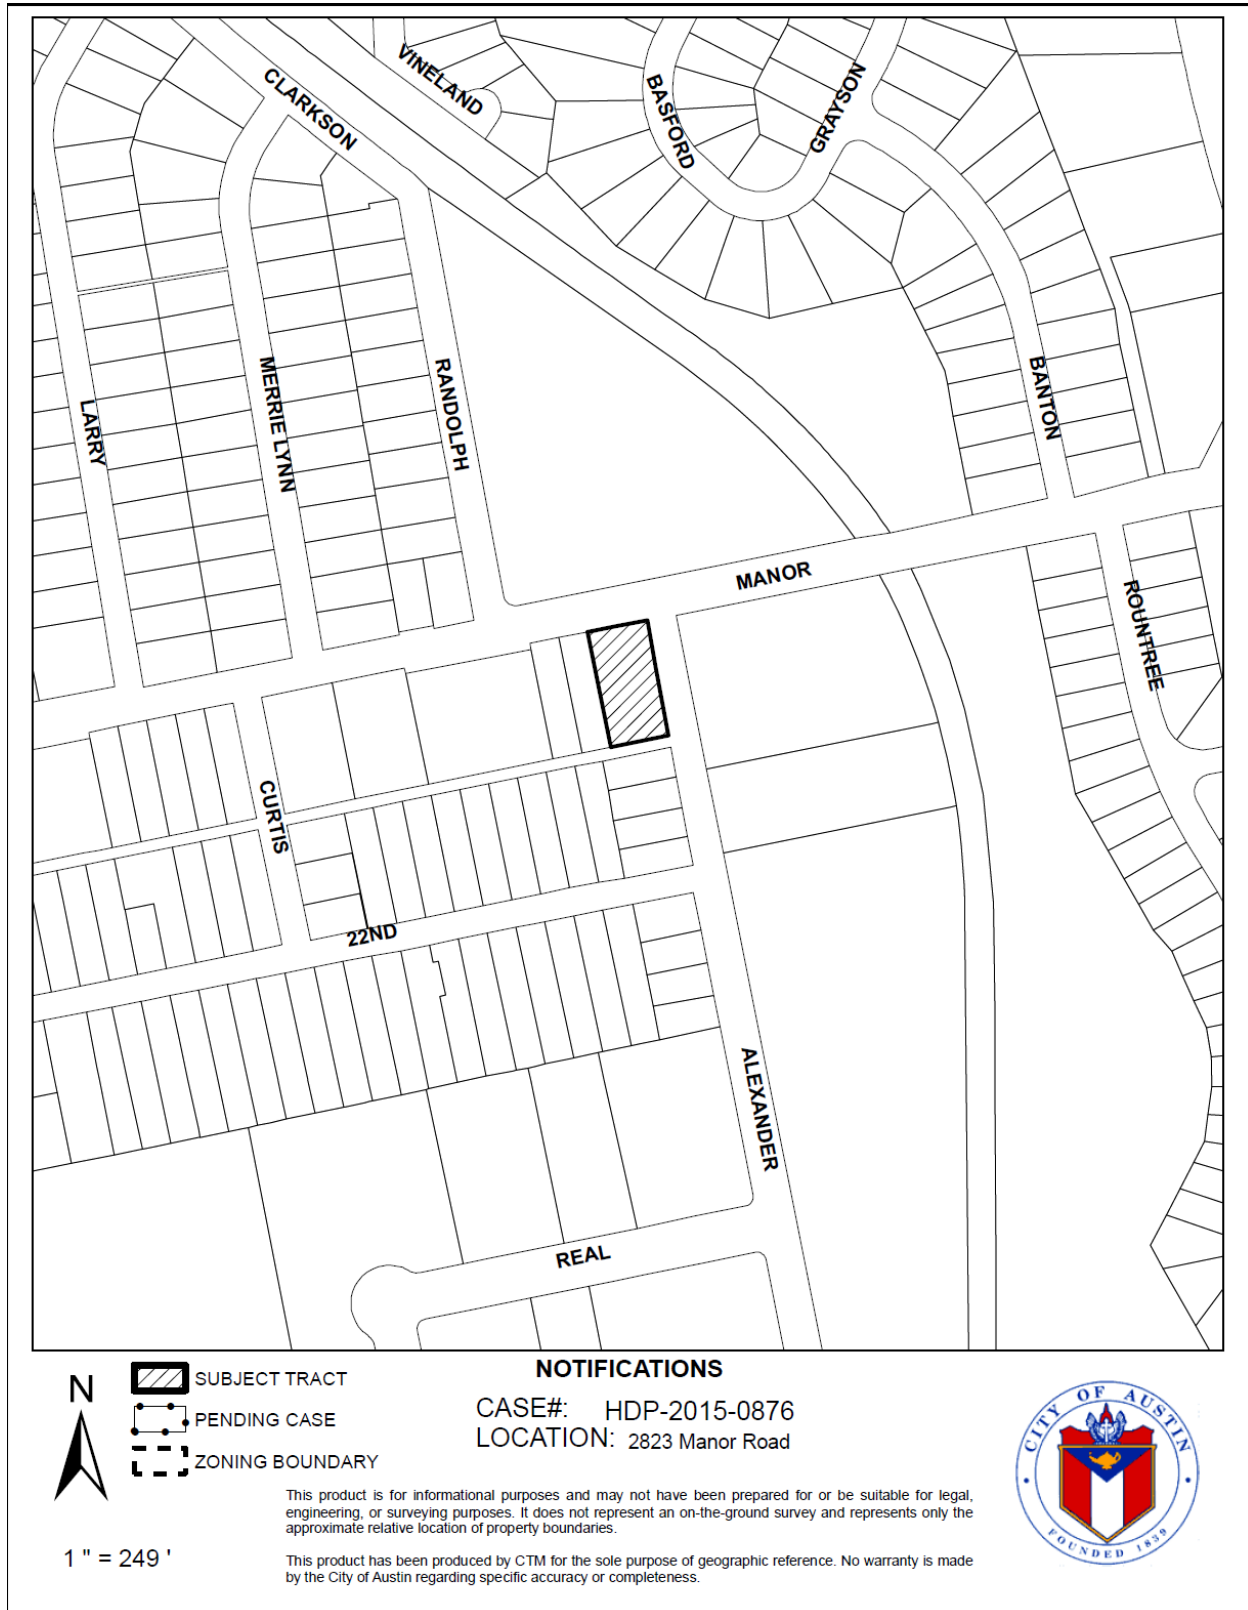 CLARKSON
VINELAND
BASFORD
GRAYSON
LARRY
MERRIE LYNN
RANDOLPH
BANTON
MANOR
ROUNTREE
CURTIS
22ND
ALEXANDER
REAL
N
1 " = 249 '
SUBJECT TRACT
PENDING CASE
ZONING BOUNDARY
NOTIFICATIONS
CASE#: HDP-2015-0876
LOCATION: 2823 Manor Road
This product is for informational purposes and may not have been prepared for or be suitable for legal,
engineering, or surveying purposes. It does not represent an on-the-ground survey and represents only the
approximate relative location of property boundaries.
This product has been produced by CTM for the sole purpose of geographic reference. No warranty is made
by the City of Austin regarding specific accuracy or completeness.
CITY OF AUSTIN
FOUNDED 1839